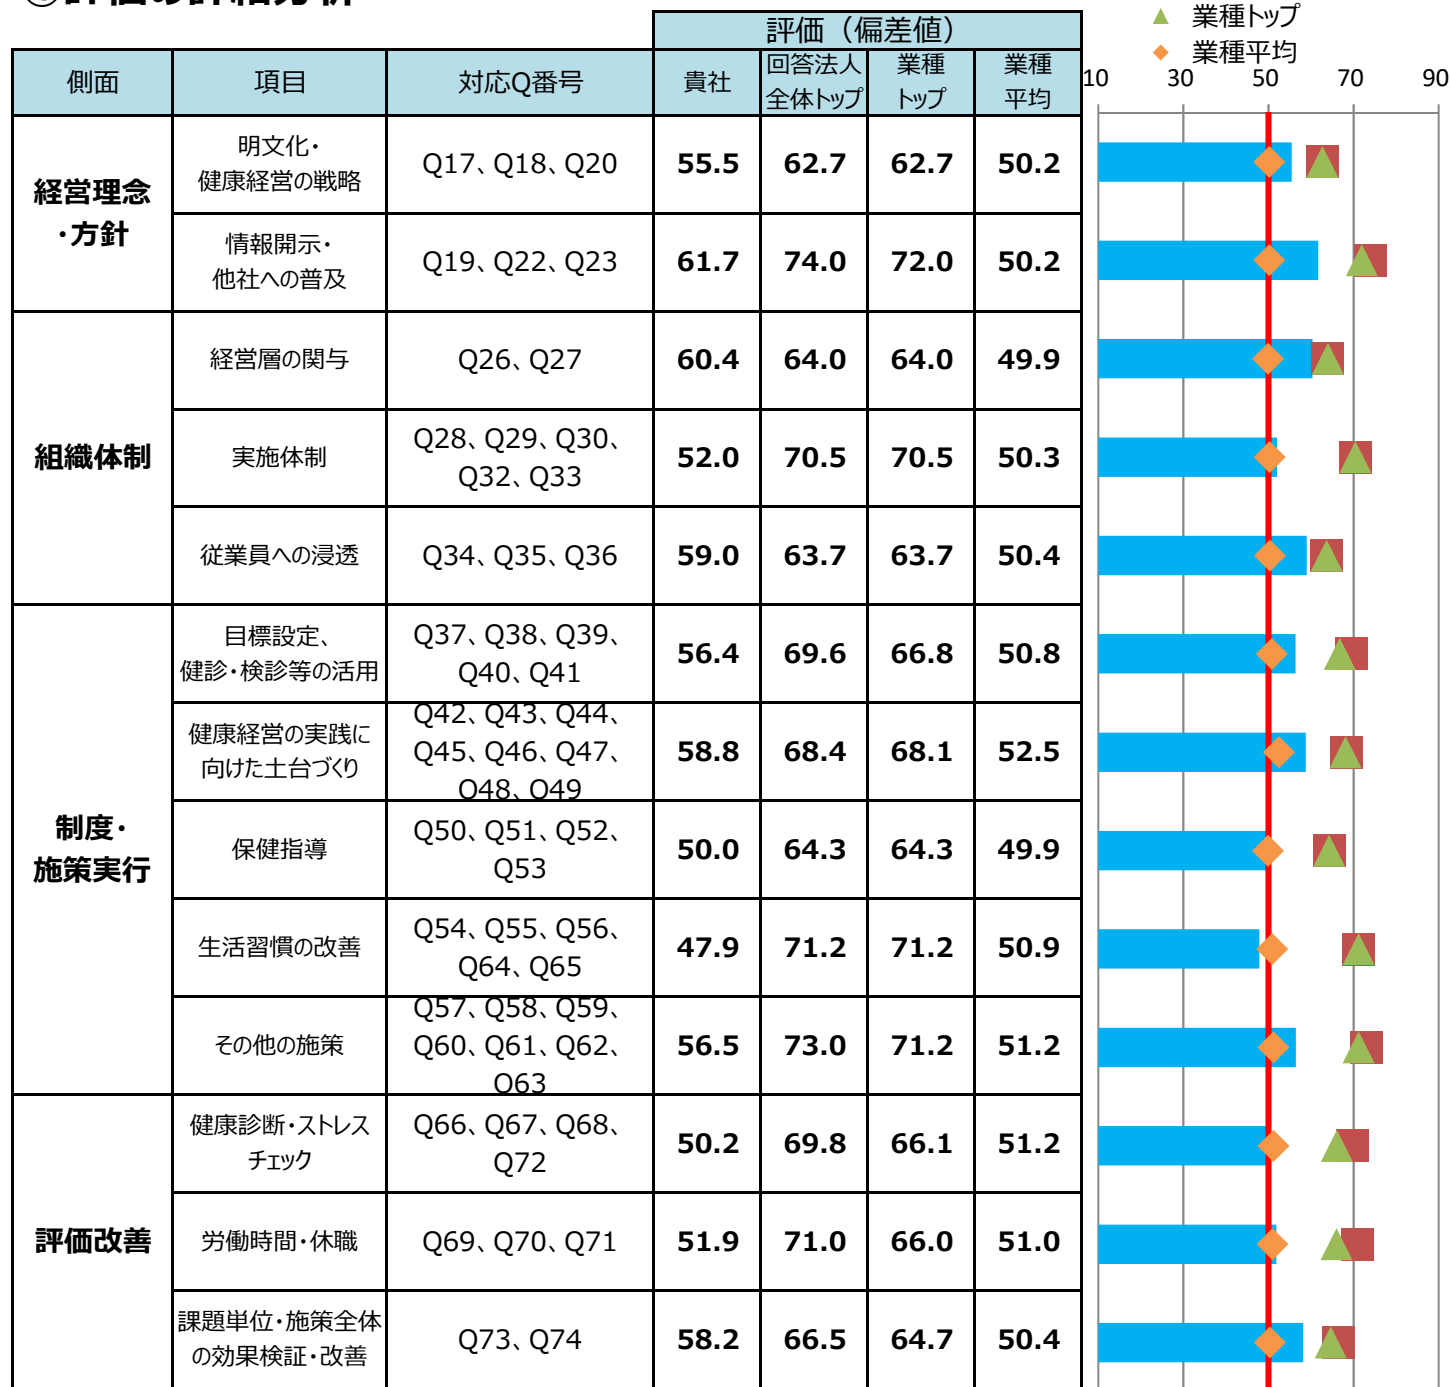 業種トップ
評価（偏差値）
業種平均
側面 項目 対応Q番号 貴社 回答法人全体トップ 業種トップ 業種平均
10 30 50 70 90
経営理念・方針
明文化・健康経営の戦略 Q17、Q18、Q20 55.5 62.7 62.7 50.2
情報開示・他社への普及 Q19、Q22、Q23 61.7 74.0 72.0 50.2
組織体制
経営層の関与 Q26、Q27 60.4 64.0 64.0 49.9
実施体制 Q28、Q29、Q30、Q32、Q33 52.0 70.5 70.5 50.3
従業員への浸透 Q34、Q35、Q36 59.0 63.7 63.7 50.4
制度・施策実行
目標設定、健診・検診等の活用 Q37、Q38、Q39、Q40、Q41 56.4 69.6 66.8 50.8
健康経営の実践に向けた土台づくり Q42、Q43、Q44、Q45、Q46、Q47、Q48、Q49 58.8 68.4 68.1 52.5
保健指導 Q50、Q51、Q52、Q53 50.0 64.3 64.3 49.9
生活習慣の改善 Q54、Q55、Q56、Q64、Q65 47.9 71.2 71.2 50.9
その他の施策 Q57、Q58、Q59、Q60、Q61、Q62、Q63 56.5 73.0 71.2 51.2
評価改善
健康診断・ストレスチェック Q66、Q67、Q68、Q72 50.2 69.8 66.1 51.2
労働時間・休職 Q69、Q70、Q71 51.9 71.0 66.0 51.0
課題単位・施策全体の効果検証・改善 Q73、Q74 58.2 66.5 64.7 50.4